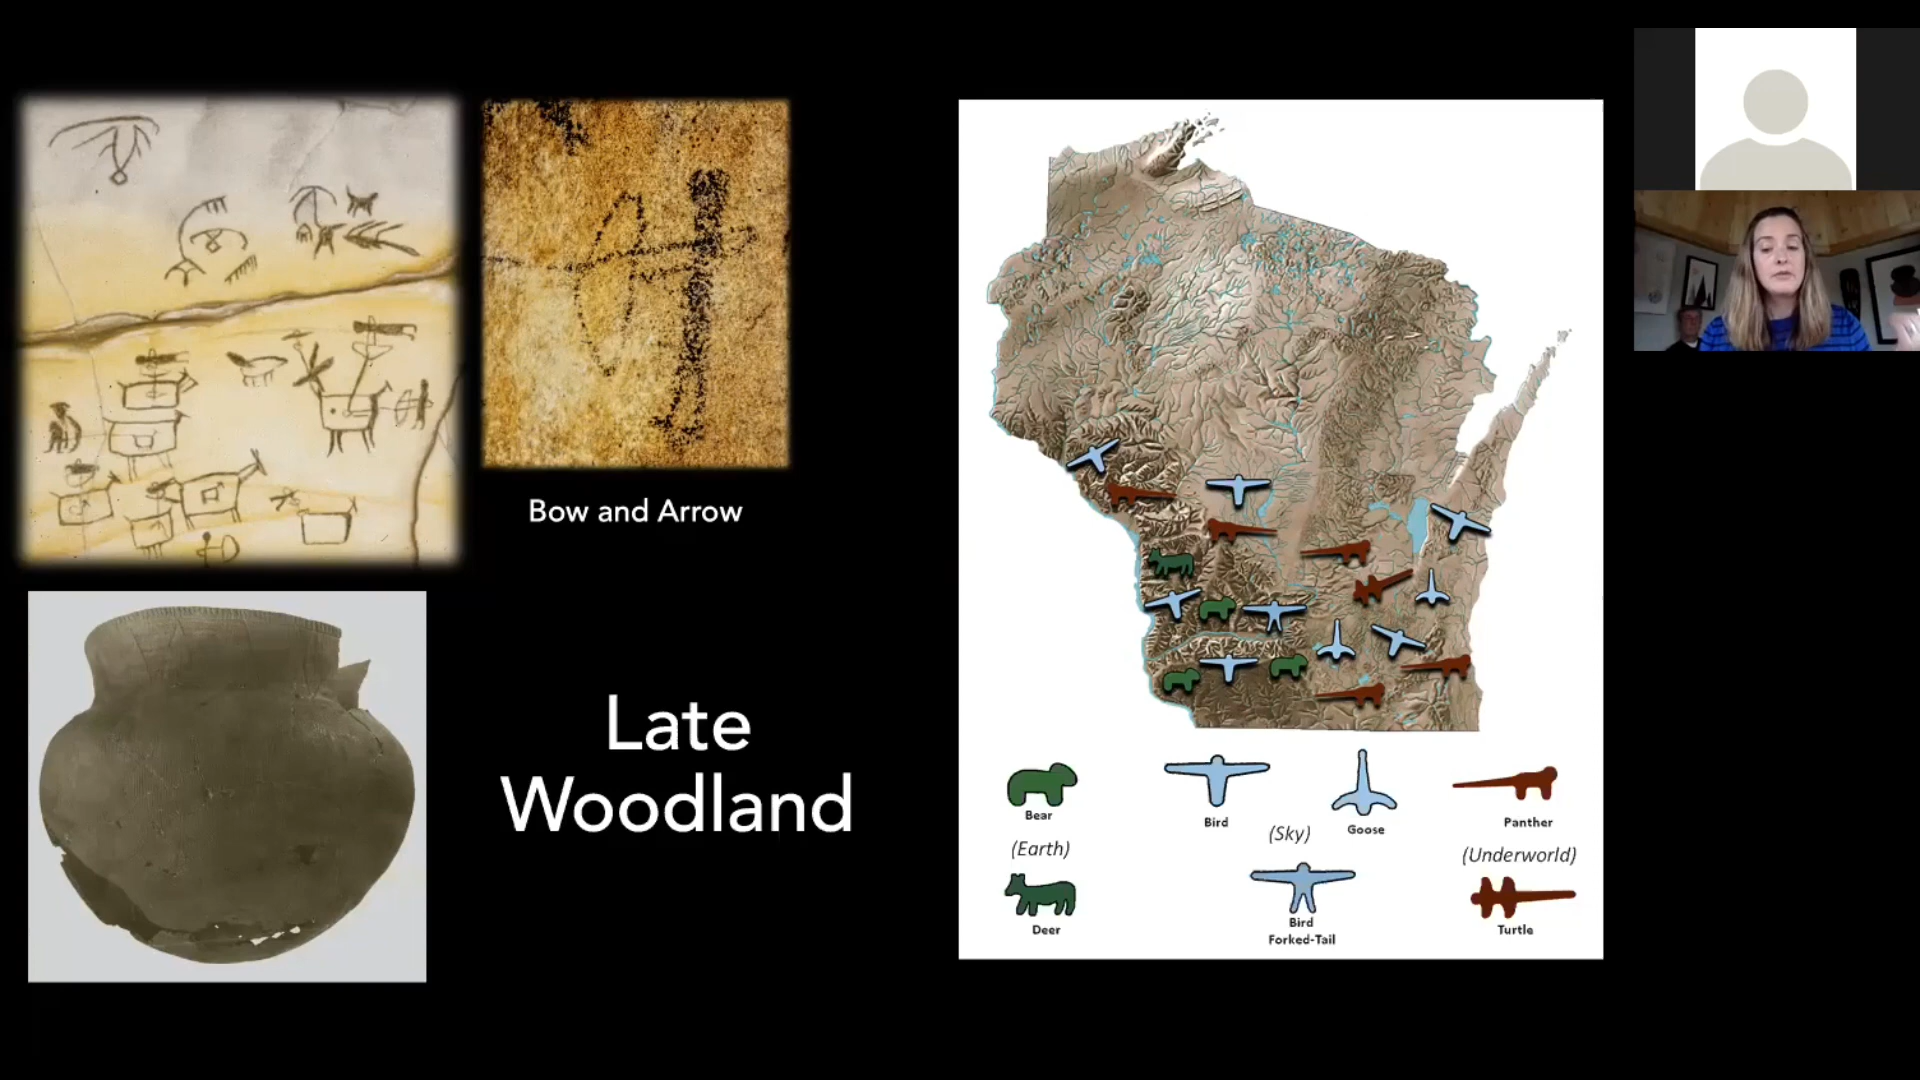 Bow and Arrow
Late
Woodland
Bear
(Earth)
Deer
Bird
(Sky)
Goose
Bird
Forked-Tail
Panther
(Underworld)
Turtle